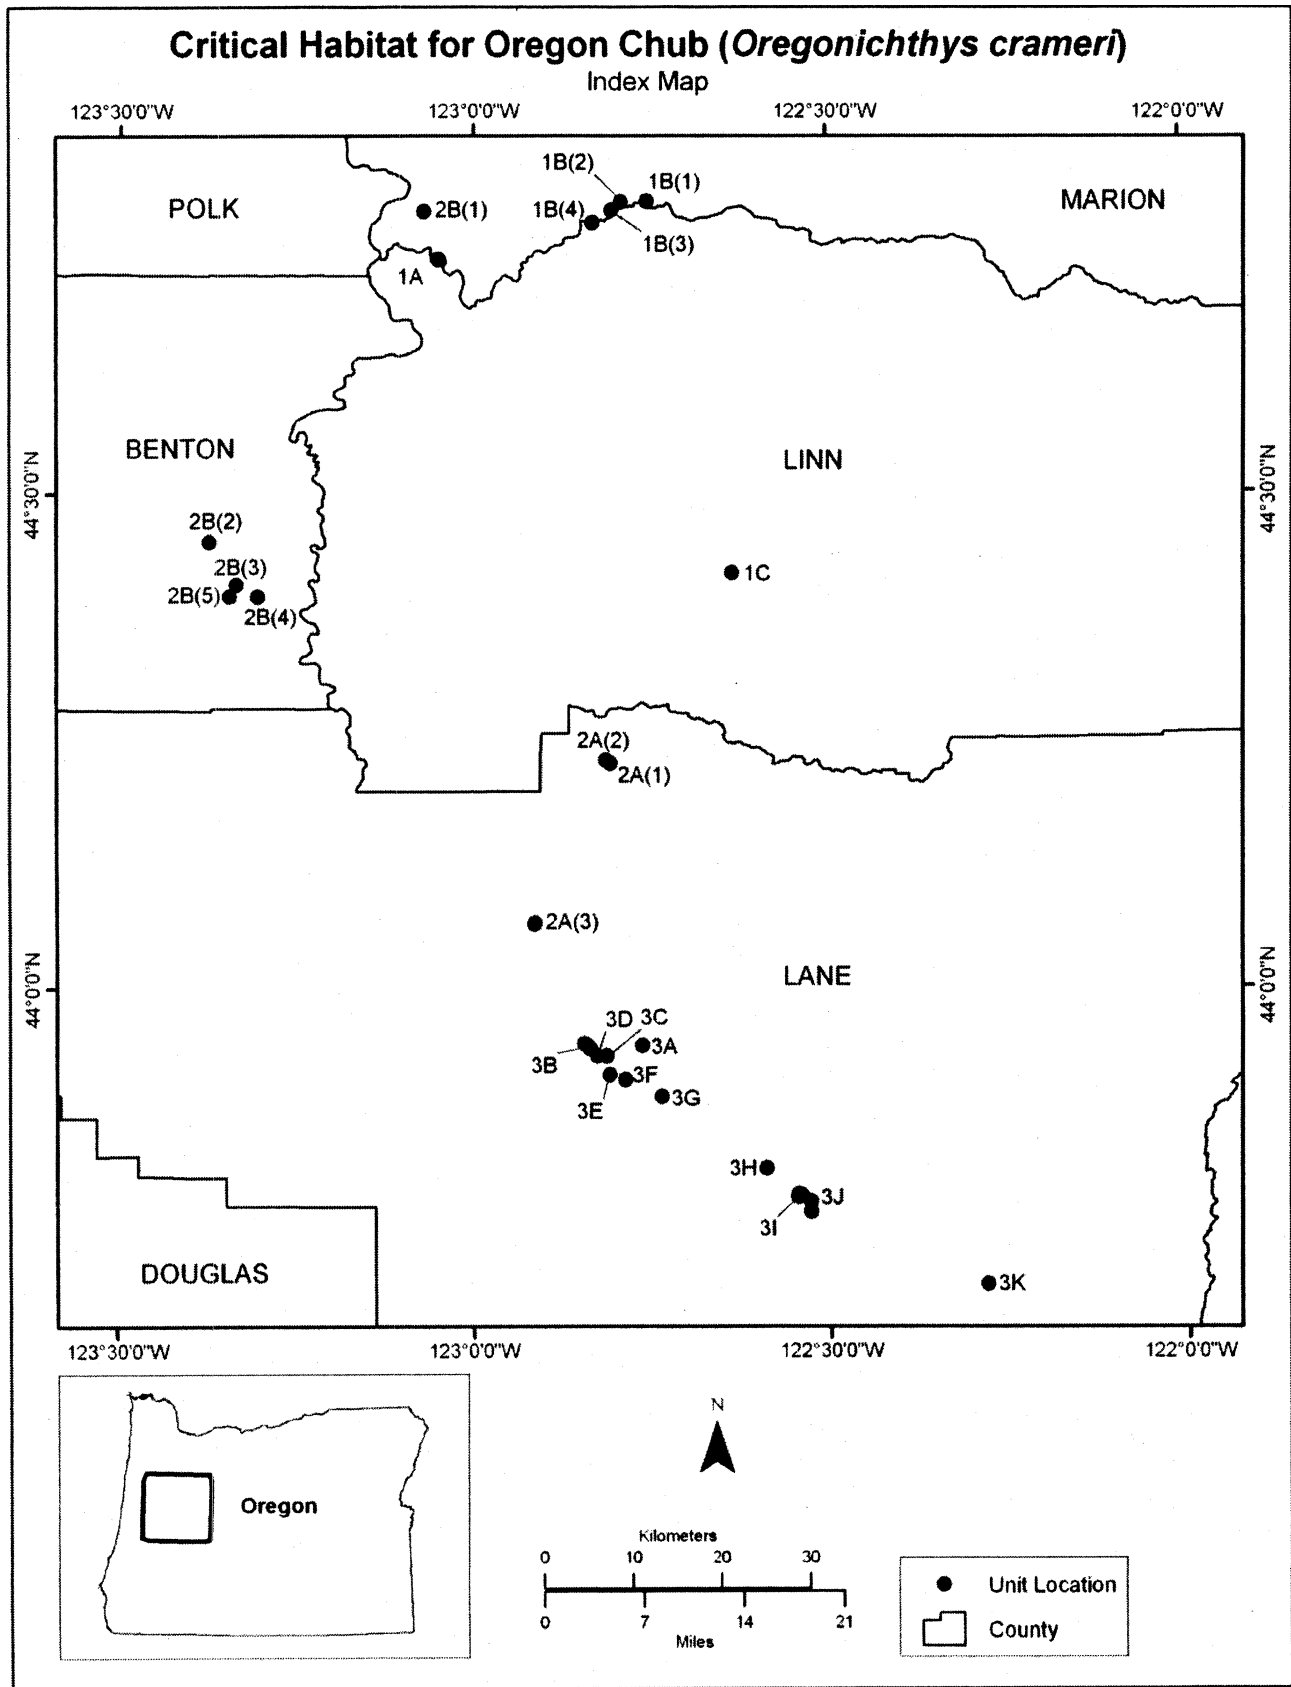 Critical Habitat for Oregon Chub (Oregonichthys crameri)
Index Map
123°30'0"W 123°0'0"W 122°30'0"W 122°0'0"W
POLK
MARION
2B(1)
1B(2)
1B(1)
1B(4)
1B(3)
1A
BENTON
LINN
44°30'0"N
44°30'0"N
2B(2)
2B(3)
2B(5)
2B(4)
1C
2A(2)
2A(1)
2A(3)
LANE
44°0'0"N
44°0'0"N
3D 3C
3A
3B
3F
3E
3G
3H
3J
3I
3K
DOUGLAS
123°30'0"W 123°0'0"W 122°30'0"W 122°0'0"W
Oregon
N
Kilometers
0 10 20 30
0 7 14 21
Miles
Unit Location
County